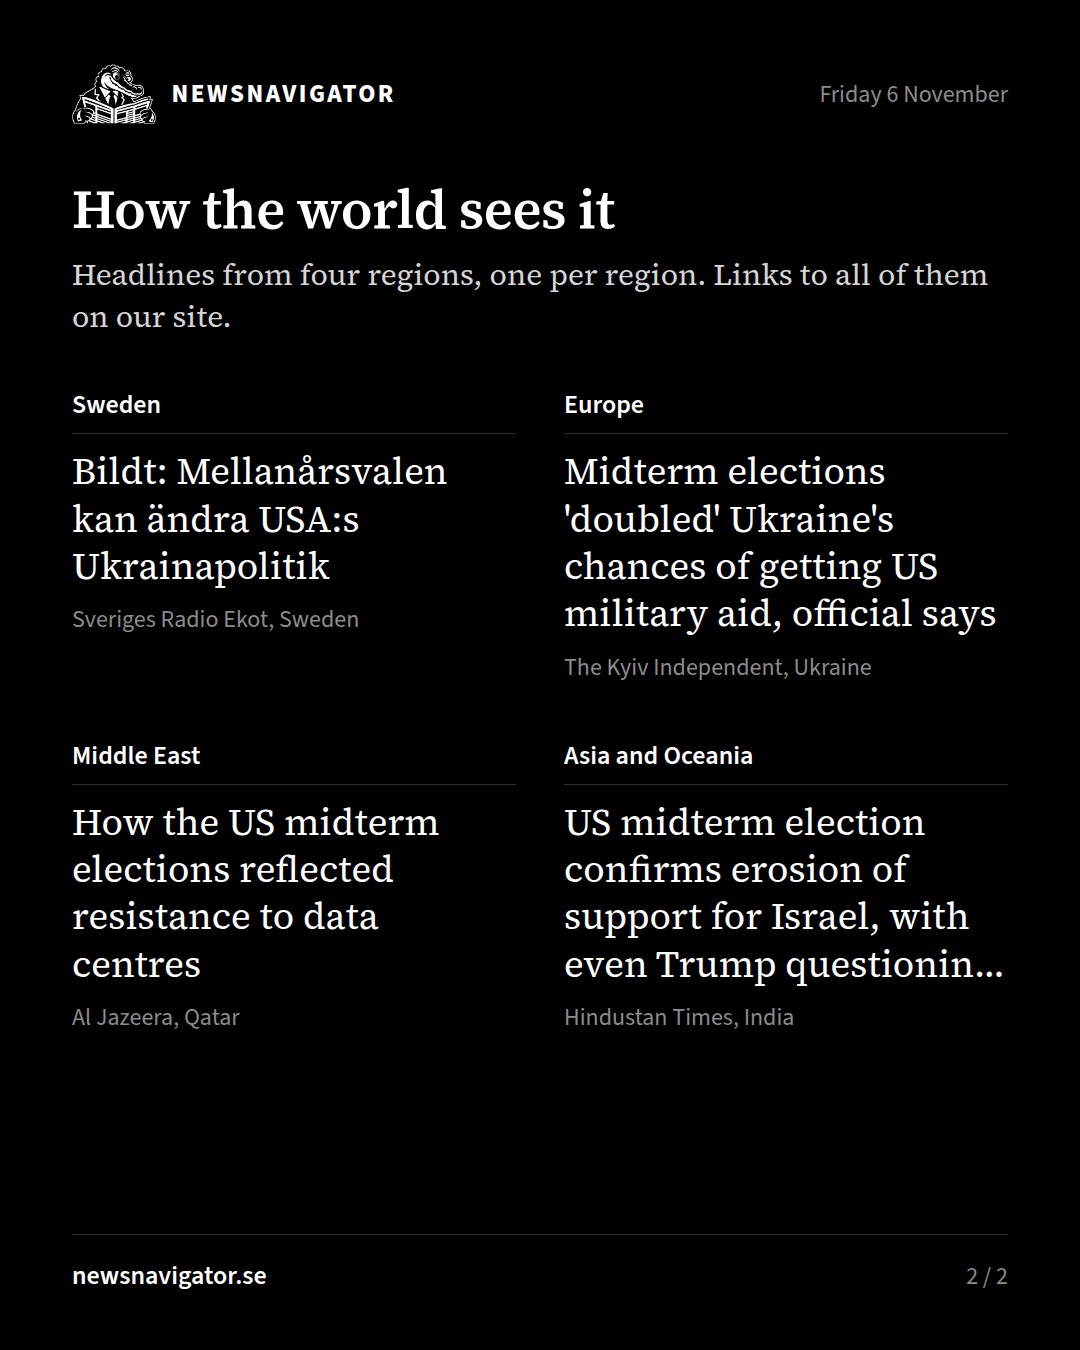 NEWSNAVIGATOR
Friday 6 November
How the world sees it
Headlines from four regions, one per region. Links to all of them
on our site.
Sweden
Bildt: Mellanårsvalen
kan ändra USA:s
Ukrainapolitik
Sveriges Radio Ekot, Sweden
Europe
Midterm elections
'doubled' Ukraine's
chances of getting US
military aid, official says
The Kyiv Independent, Ukraine
Middle East
How the US midterm
elections reflected
resistance to data
centres
Al Jazeera, Qatar
Asia and Oceania
US midterm election
confirms erosion of
support for Israel, with
even Trump questionin...
Hindustan Times, India
newsnavigator.se
2 / 2